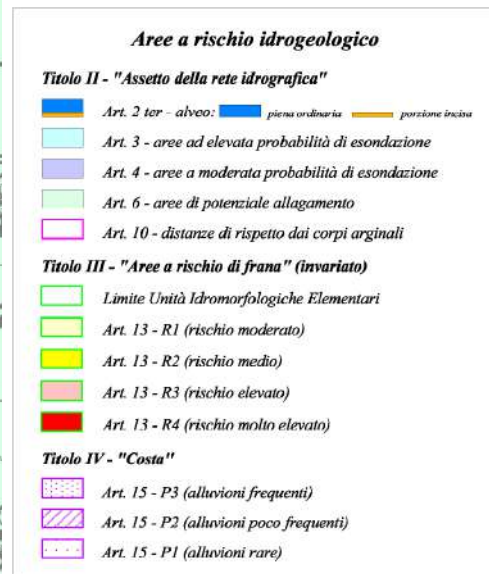 Aree a rischio idrogeologico
Titolo II - "Assetto della rete idrografica"
Art. 2 ter - alveo: piena ordinaria porzione incisa
Art. 3 - aree ad elevata probabilità di esondazione
Art. 4 - aree a moderata probabilità di esondazione
Art. 6 - aree di potenziale allagamento
Art. 10 - distanze di rispetto dai corpi arginali
Titolo III - "Aree a rischio di frana" (invariato)
Limite Unità Idromorfologiche Elementari
Art. 13 - R1 (rischio moderato)
Art. 13 - R2 (rischio medio)
Art. 13 - R3 (rischio elevato)
Art. 13 - R4 (rischio molto elevato)
Titolo IV - "Costa"
Art. 15 - P3 (alluvioni frequenti)
Art. 15 - P2 (alluvioni poco frequenti)
Art. 15 - P1 (alluvioni rare)